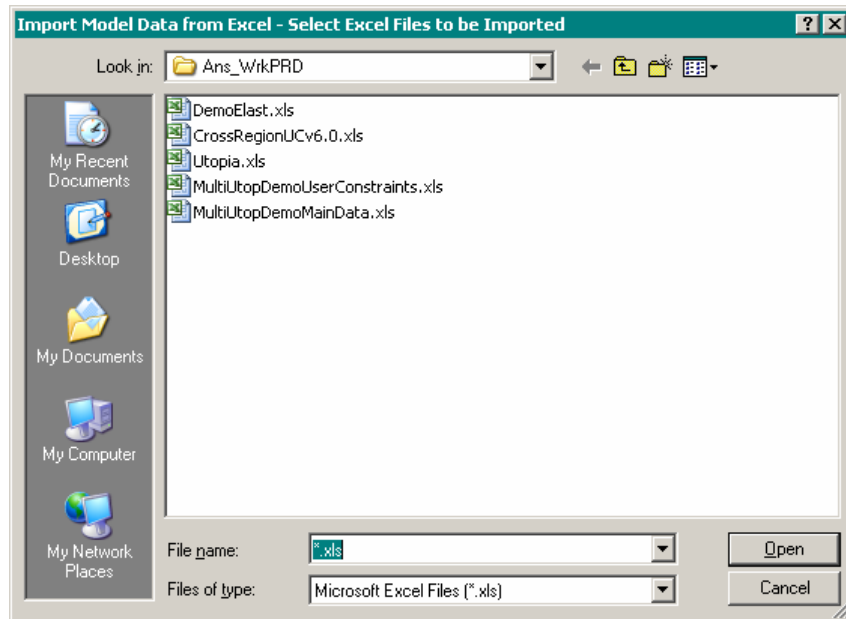 Import Model Data from Excel - Select Excel Files to be Imported
Look in:
Ans_WrkPRD
My Recent
Documents
Desktop
My Documents
My Computer
My Network
Places
DemoElast.xls
CrossRegionUCv6.0.xls
Utopia.xls
MultiUtopDemoUserConstraints.xls
MultiUtopDemoMainData.xls
File name:
*.xls
Open
Files of type:
Microsoft Excel Files (*.xls)
Cancel